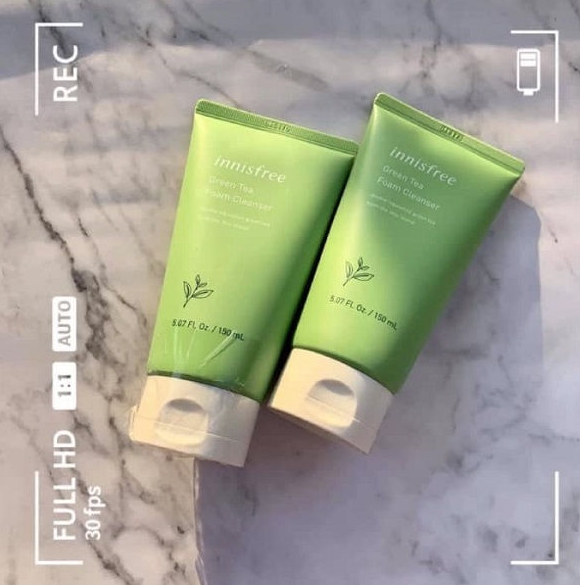 REC
innisfree
Green Tea
Foam Cleanser
5.07 Fl. Oz. / 150 mL
innisfree
Green Tea
Foam Cleanser
5.07 Fl. Oz. / 150 mL
AUTO
1:1
FULL HD
30 fps